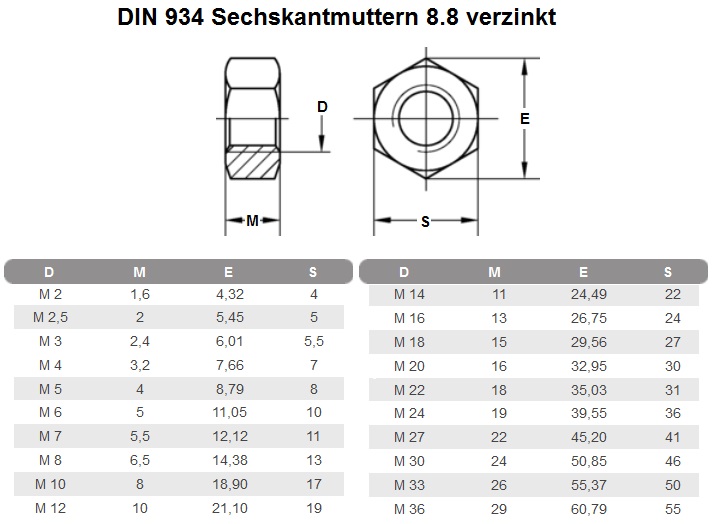 DIN 934 Sechskantmuttern 8.8 verzinkt
D
E
M
S
D M E S
M 2 1,6 4,32 4
M 2,5 2 5,45 5
M 3 2,4 6,01 5,5
M 4 3,2 7,66 7
M 5 4 8,79 8
M 6 5 11,05 10
M 7 5,5 12,12 11
M 8 6,5 14,38 13
M 10 8 18,90 17
M 12 10 21,10 19
D M E S
M 14 11 24,49 22
M 16 13 26,75 24
M 18 15 29,56 27
M 20 16 32,95 30
M 22 18 35,03 31
M 24 19 39,55 36
M 27 22 45,20 41
M 30 24 50,85 46
M 33 26 55,37 50
M 36 29 60,79 55